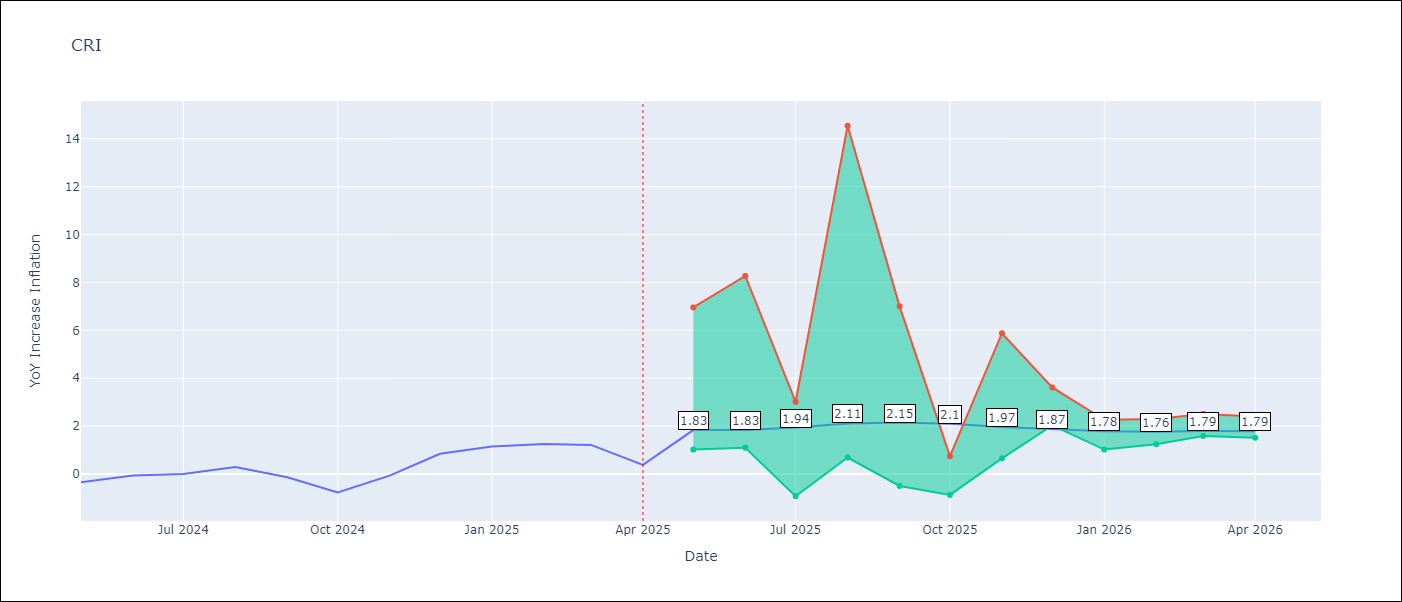 CRI
YoY Increase Inflation
14
12
10
8
6
4
2
0
1.83
1.83
1.94
2.11
2.15
2.1
1.97
1.87
1.78
1.76
1.79
1.79
Jul 2024
Oct 2024
Jan 2025
Apr 2025
Jul 2025
Oct 2025
Jan 2026
Apr 2026
Date